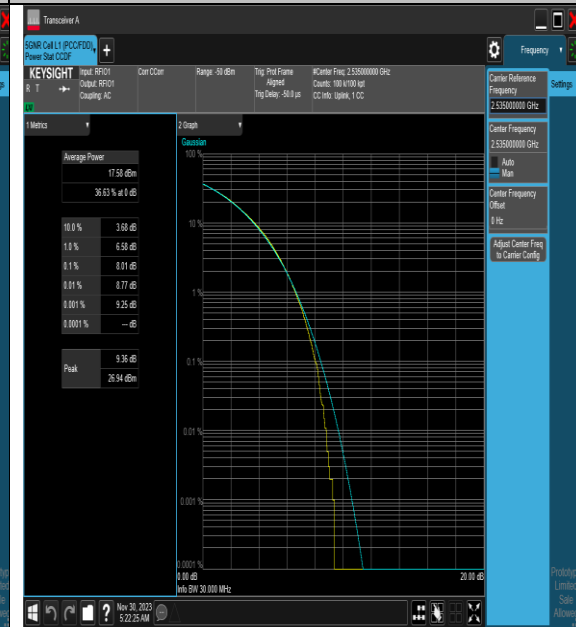 Transceiver A
5GNR Cell L1 (PCC/FDD),
Power Stat CCDF
Frequency
KEYSIGHT
R T
Input: RFIO1
Output: RFIO1
Coupling: AC
Corr CCorr
Range: -50 dBm
Trig: Prot Frame
Aligned
Trig Delay: -50.0 µs
#Center Freq: 2.535000000 GHz
Counts: 100 k/100 kpt
CC Info: Uplink, 1 CC
1 Metrics
2 Graph
Gaussian
Average Power
17.58 dBm
36.63 % at 0 dB
10.0 % 3.68 dB
1.0 % 6.58 dB
0.1 % 8.01 dB
0.01 % 8.77 dB
0.001 % 9.25 dB
0.0001 % --- dB
Peak
9.36 dB
26.94 dBm
100 %
10 %
1 %
0.1 %
0.01 %
0.001 %
0.0001 %
0.00 dB
20.00 dB
Info BW 30.000 MHz
Carrier Reference
Frequency
2.535000000 GHz
Center Frequency
2.535000000 GHz
Auto
Man
Center Frequency
Offset
0 Hz
Adjust Center Freq
to Carrier Config
Settings
Nov 30, 2023
5:22:25 AM